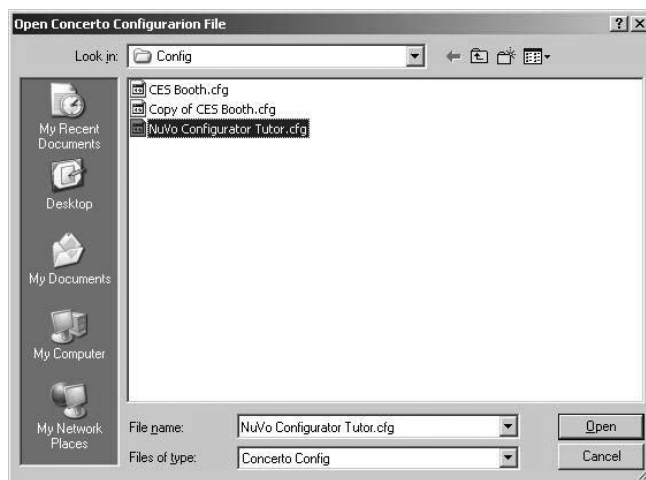 Open Concerto Configurarion File
Look in:
Config
My Recent
Documents
Desktop
My Documents
My Computer
My Network
Places
CES Booth.cfg
Copy of CES Booth.cfg
NuVo Configurator Tutor.cfg
File name:
NuVo Configurator Tutor.cfg
Open
Files of type:
Concerto Config
Cancel